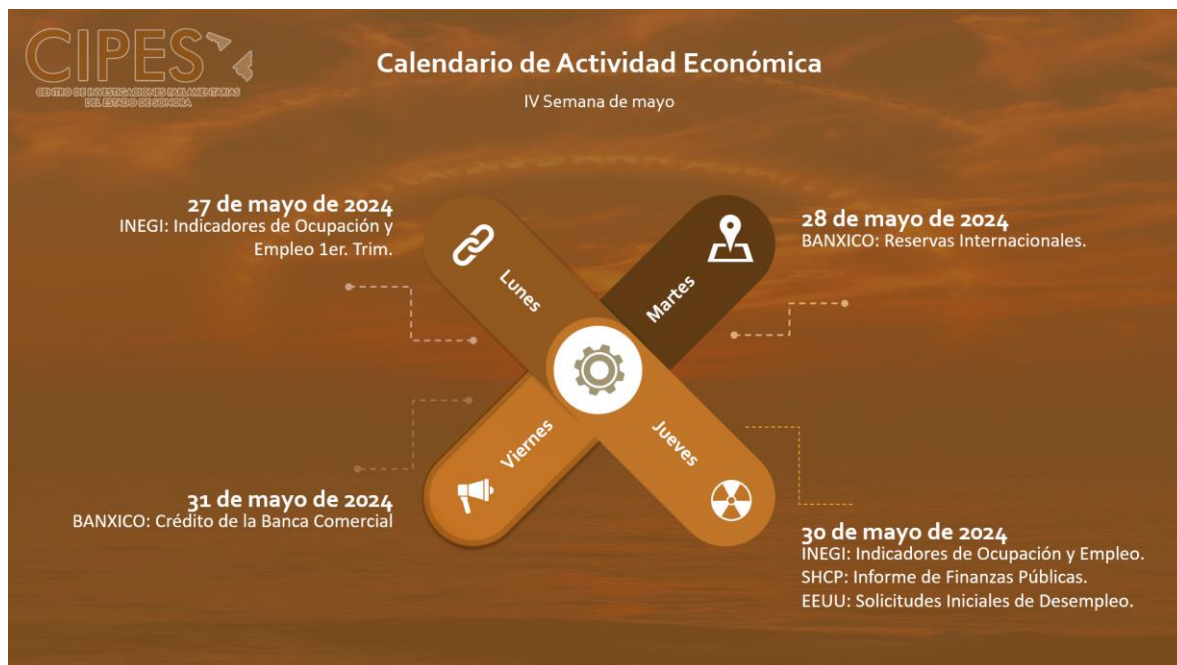 CIPES
CENTRO DE INVESTIGACIONES PARLAMENTARIAS
DEL ESTADO DE SONORA
Calendario de Actividad Económica
IV Semana de mayo
27 de mayo de 2024
INEGI: Indicadores de Ocupación y
Empleo 1er. Trim.
Lunes
Martes
28 de mayo de 2024
BANXICO: Reservas Internacionales.
Viernes
Jueves
31 de mayo de 2024
BANXICO: Crédito de la Banca Comercial
30 de mayo de 2024
INEGI: Indicadores de Ocupación y Empleo.
SHCP: Informe de Finanzas Públicas.
EEUU: Solicitudes Iniciales de Desempleo.